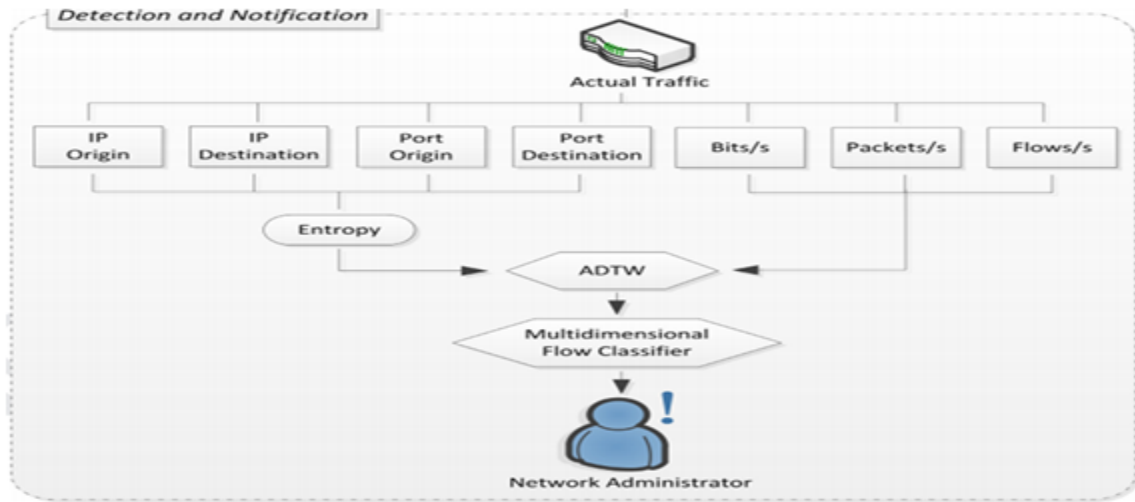 Detection and Notification
Actual Traffic
IP
Origin
IP
Destination
Port
Origin
Port
Destination
Bits/s
Packets/s
Flows/s
Entropy
ADTW
Multidimensional
Flow Classifier
!
Network Administrator